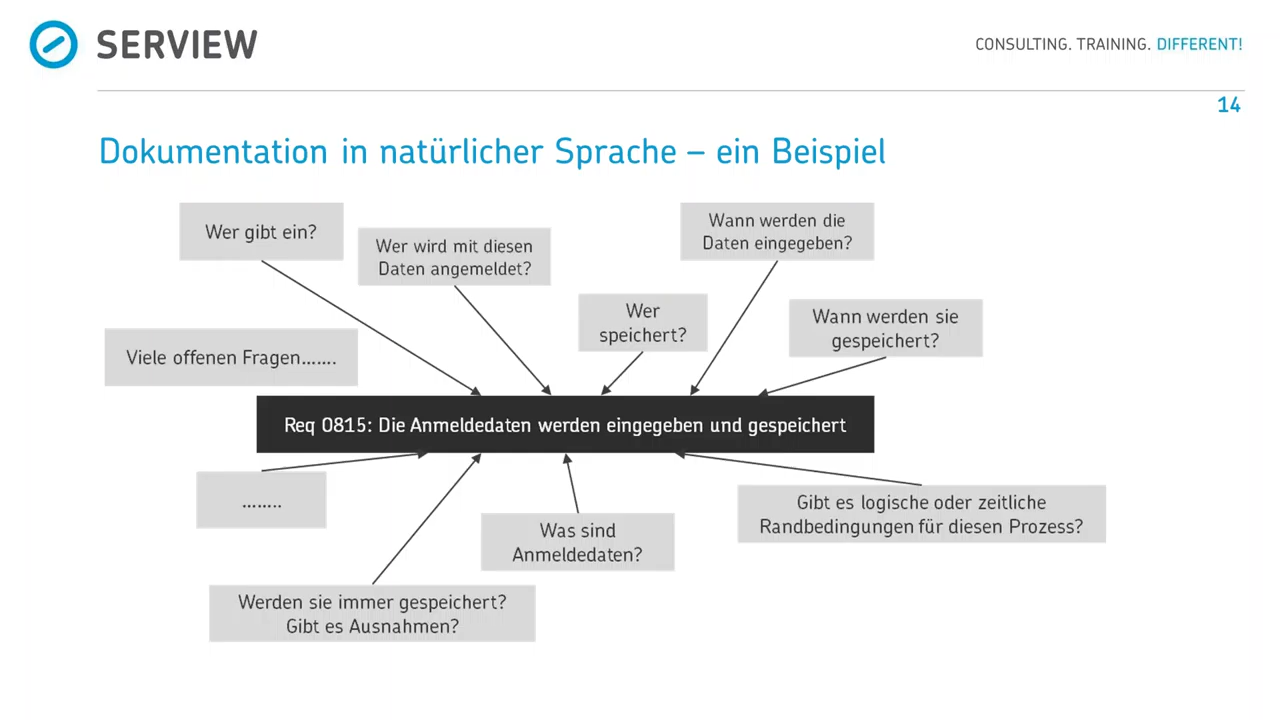 SERVIEW
CONSULTING. TRAINING. DIFFERENT!
14
Dokumentation in natürlicher Sprache – ein Beispiel
Wer gibt ein?
Wer wird mit diesen
Daten angemeldet?
Wer
speichert?
Wann werden die
Daten eingegeben?
Wann werden sie
gespeichert?
Viele offenen Fragen.......
Req 0815: Die Anmeldedaten werden eingegeben und gespeichert
........
Was sind
Anmeldedaten?
Gibt es logische oder zeitliche
Randbedingungen für diesen Prozess?
Werden sie immer gespeichert?
Gibt es Ausnahmen?